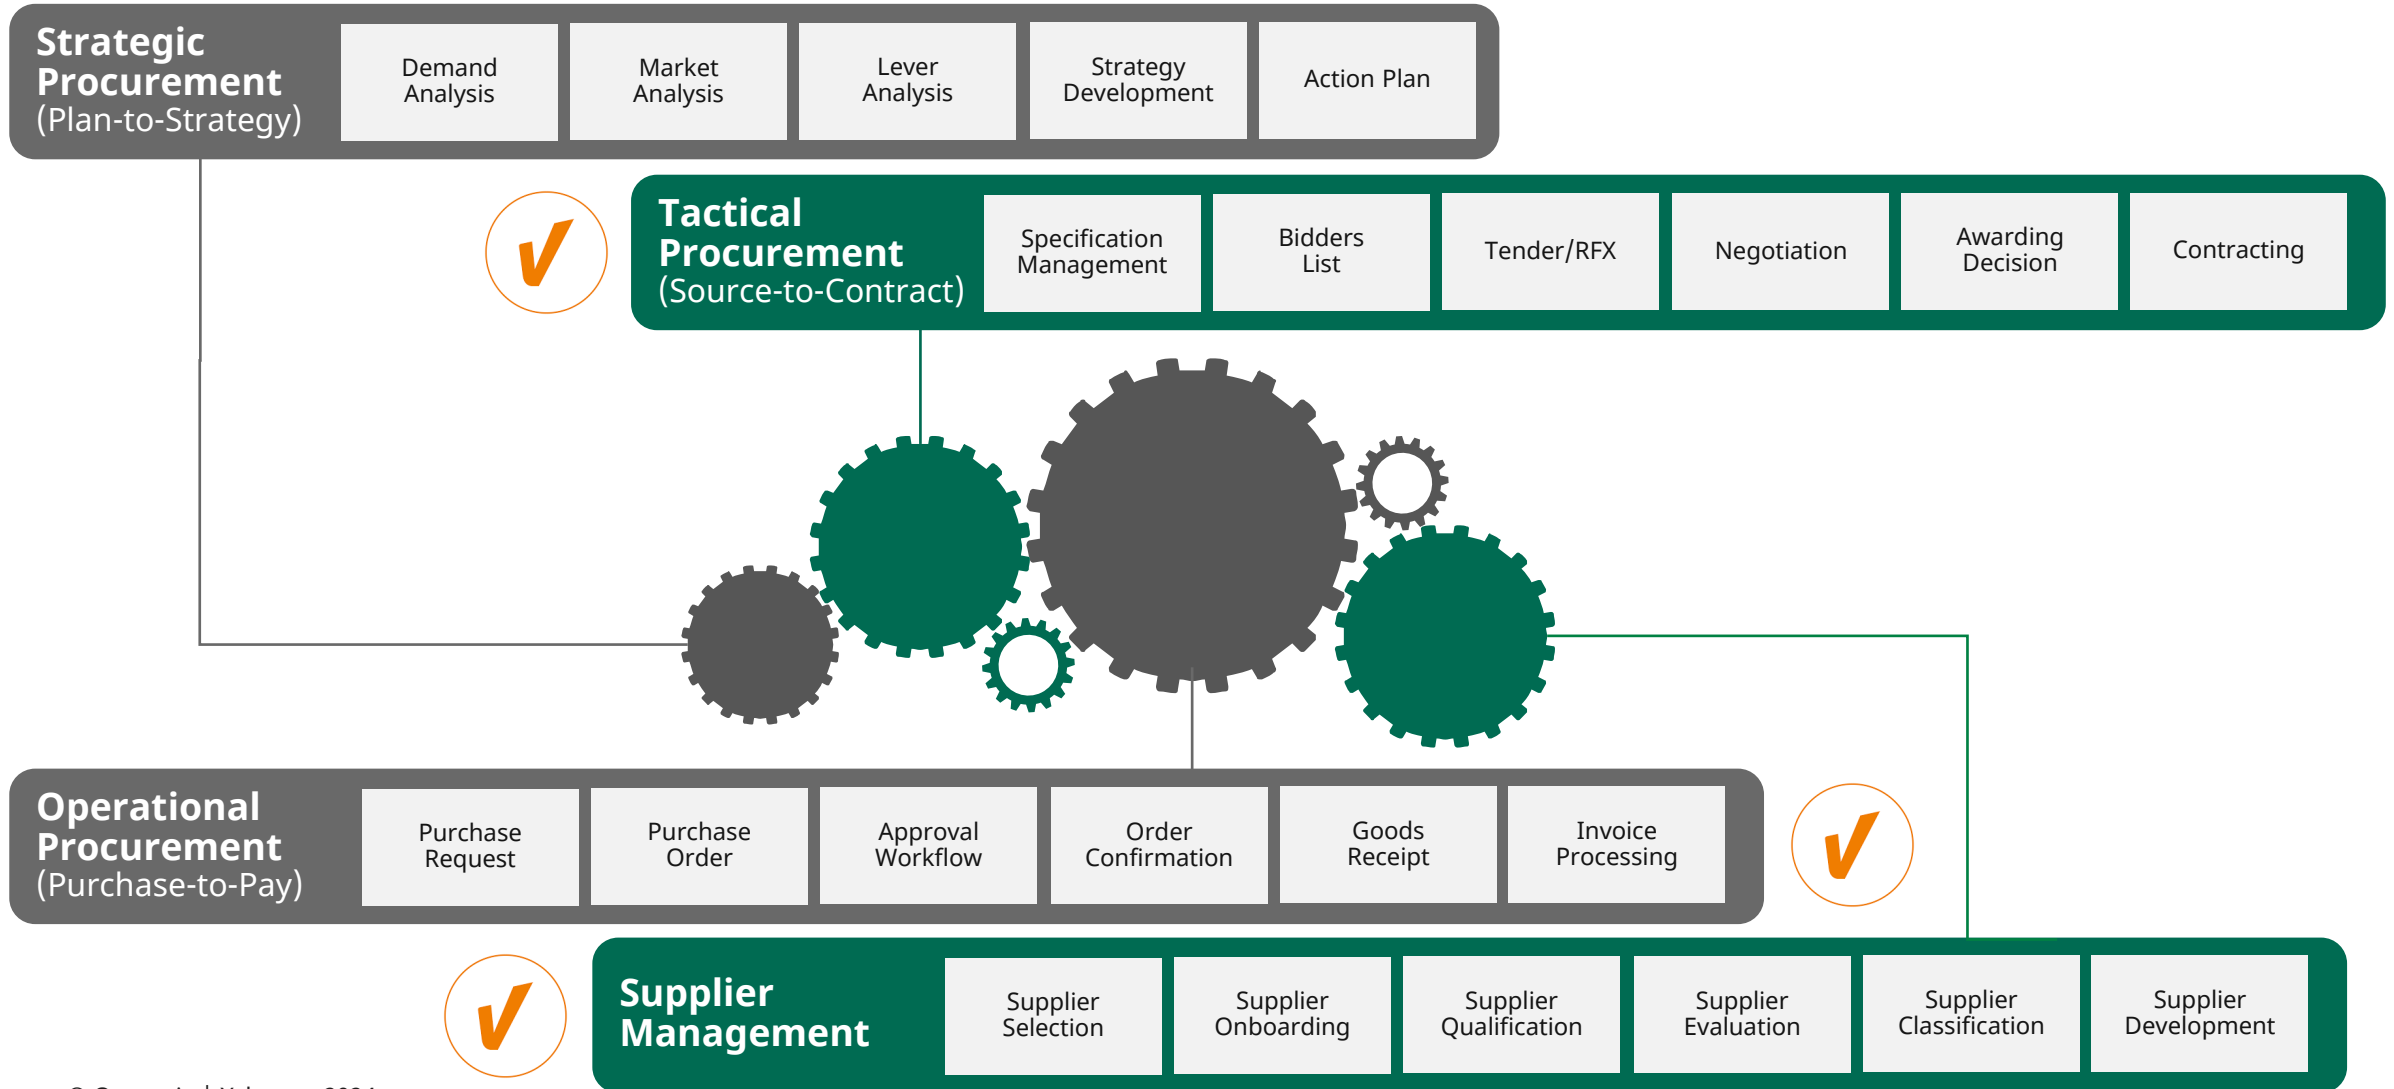 Strategic
Procurement
(Plan-to-Strategy)
Demand
Analysis
Market
Analysis
Lever
Analysis
Strategy
Development
Action Plan
Tactical
Procurement
(Source-to-Contract)
Specification
Management
Bidders
List
Tender/RFX
Negotiation
Awarding
Decision
Contracting
Operational
Procurement
(Purchase-to-Pay)
Purchase
Request
Purchase
Order
Approval
Workflow
Order
Confirmation
Goods
Receipt
Invoice
Processing
Supplier
Management
Supplier
Selection
Supplier
Onboarding
Supplier
Qualification
Supplier
Evaluation
Supplier
Classification
Supplier
Development